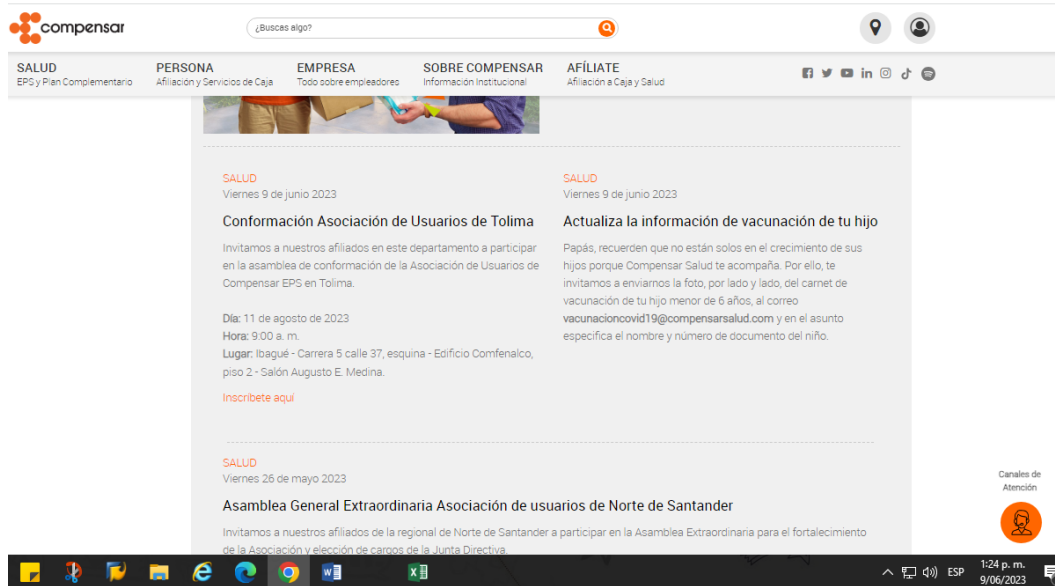 compensar
¿Buscas algo?
SALUD
EPS y Plan Complementario
PERSONA
Afiliación y Servicios de Caja
EMPRESA
Todo sobre empleadores
SOBRE COMPENSAR
Información Institucional
AFÍLIATE
Afiliación a Caja y Salud
SALUD
Viernes 9 de junio 2023
Conformación Asociación de Usuarios de Tolima
Invitamos a nuestros afiliados en este departamento a participar
en la asamblea de conformación de la Asociación de Usuarios de
Compensar EPS en Tolima.
Día: 11 de agosto de 2023
Hora: 9:00 a. m.
Lugar: Ibagué - Carrera 5 calle 37, esquina - Edificio Comfenalco,
piso 2 - Salón Augusto E. Medina.
Inscríbete aquí
SALUD
Viernes 9 de junio 2023
Actualiza la información de vacunación de tu hijo
Papás, recuerden que no están solos en el crecimiento de sus
hijos porque Compensar Salud te acompaña. Por ello, te
invitamos a enviarnos la foto, por lado y lado, del carnet de
vacunación de tu hijo menor de 6 años, al correo
vacunacioncovid19@compensarsalud.com y en el asunto
especifica el nombre y número de documento del niño.
SALUD
Viernes 26 de mayo 2023
Asamblea General Extraordinaria Asociación de usuarios de Norte de Santander
Invitamos a nuestros afiliados de la regional de Norte de Santander a participar en la Asamblea Extraordinaria para el fortalecimiento
de la Asociación y elección de cargos de la Junta Directiva.
Canales de
Atención
ESP
1:24 p. m.
9/06/2023